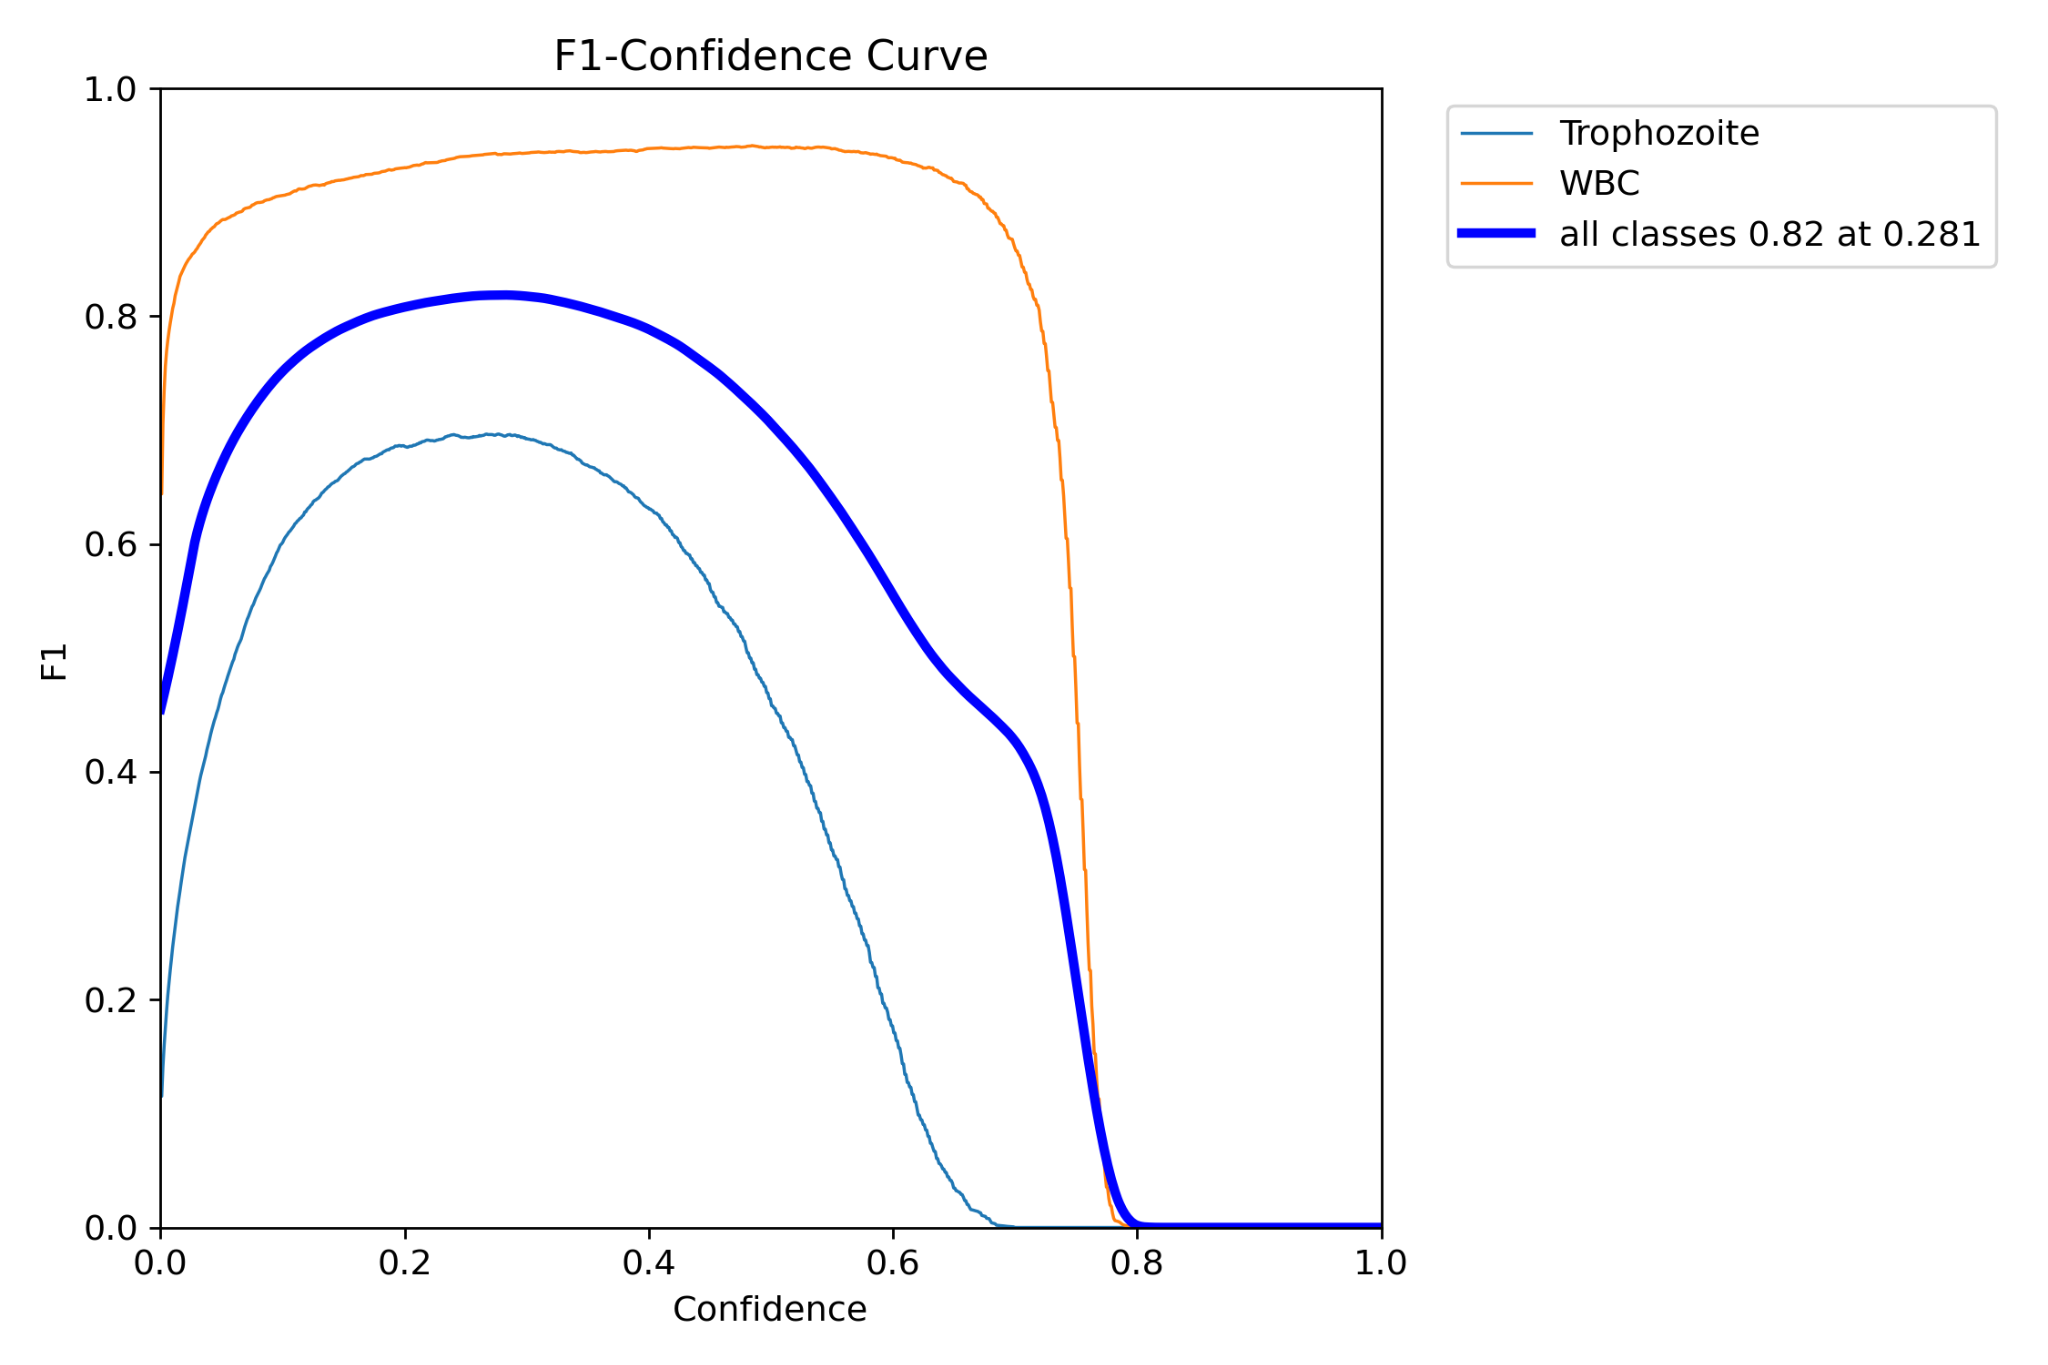 F1-Confidence Curve
1.0
0.8
0.6
0.4
0.2
0.0
F1
0.0 0.2 0.4 0.6 0.8 1.0
Confidence
Trophozoite
WBC
all classes 0.82 at 0.281